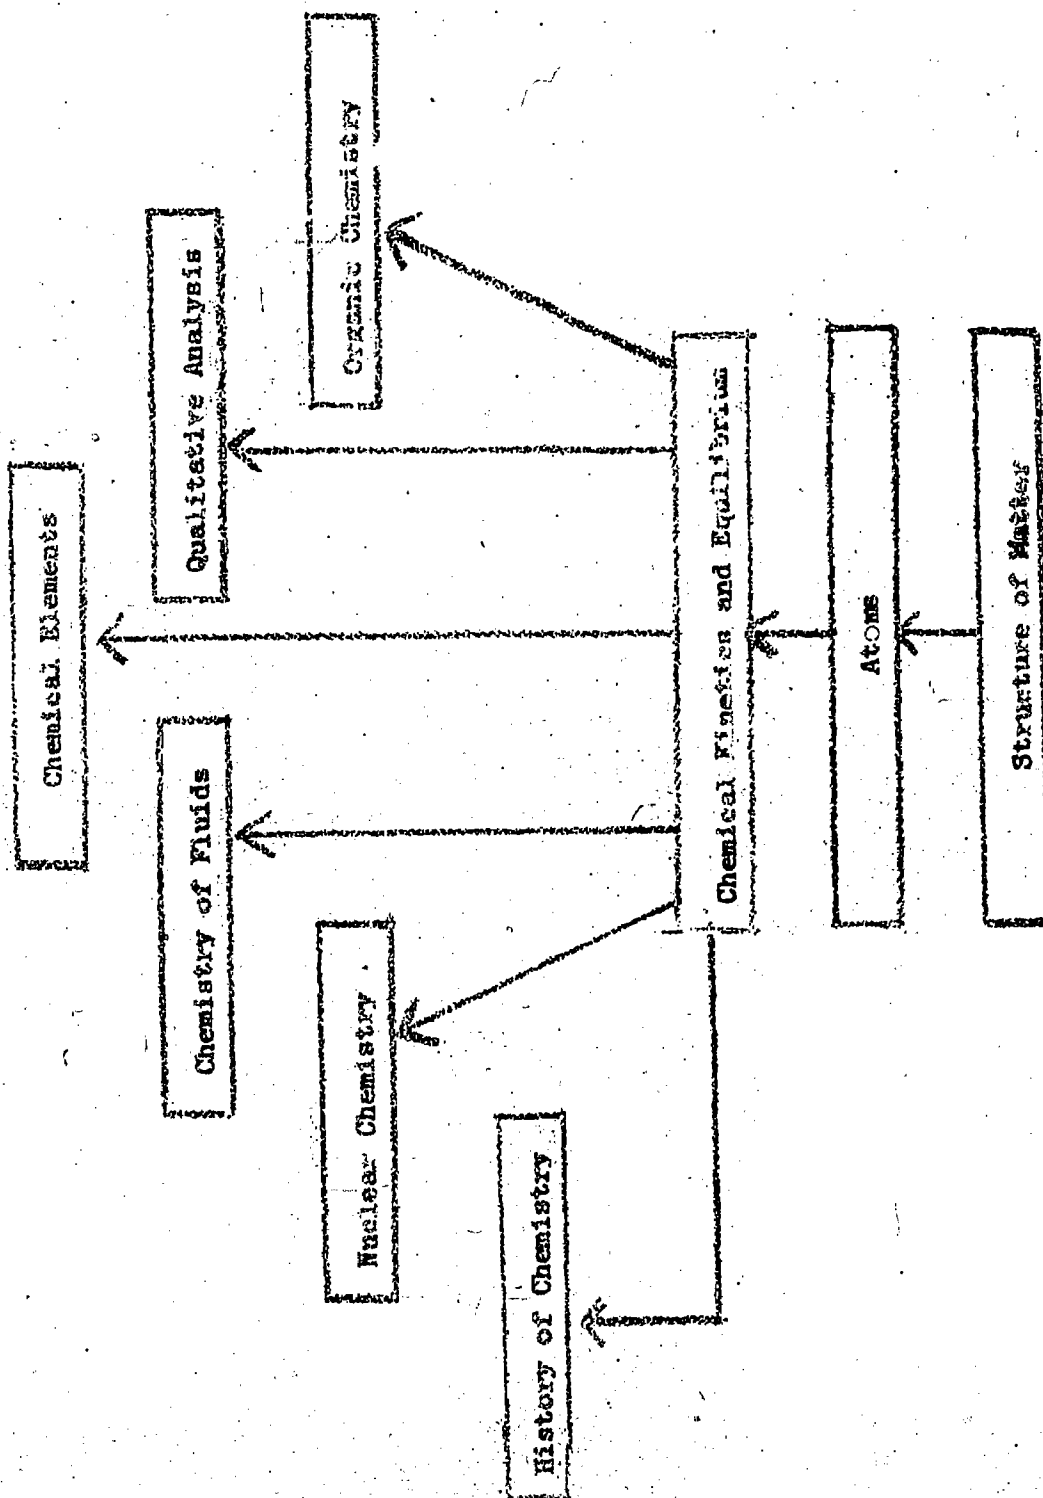 Structure of Matter
Atoms
Chemical Kinetics and Equilibrium
History of Chemistry
Nuclear Chemistry
Chemistry of Fluids
Chemical Elements
Qualitative Analysis
Organic Chemistry